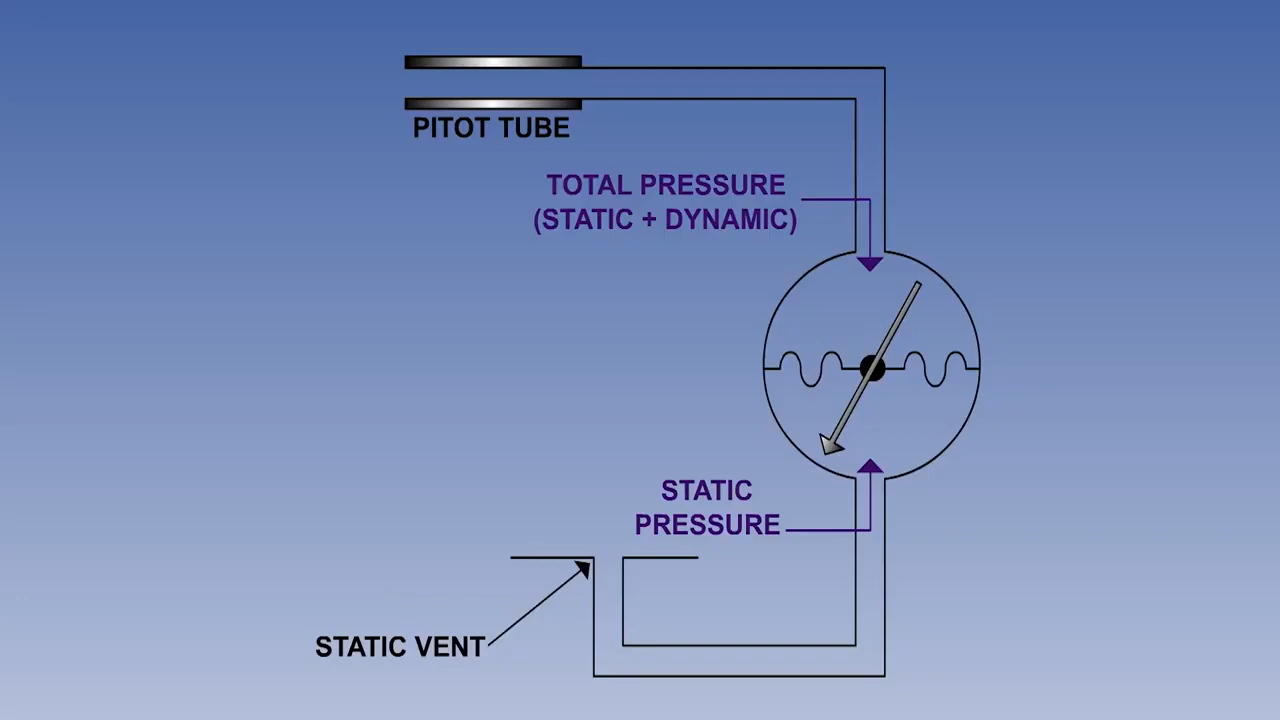 PITOT TUBE
TOTAL PRESSURE
(STATIC + DYNAMIC)
STATIC
PRESSURE
STATIC VENT